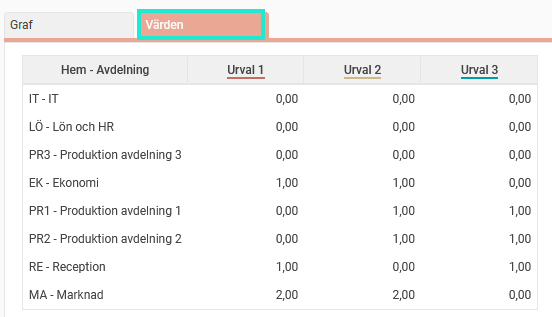 Graf Värden
Hem - Avdelning Urval 1 Urval 2 Urval 3
IT - IT 0,00 0,00 0,00
LÖ - Lön och HR 0,00 0,00 0,00
PR3 - Produktion avdelning 3 0,00 0,00 0,00
EK - Ekonomi 1,00 1,00 0,00
PR1 - Produktion avdelning 1 0,00 1,00 1,00
PR2 - Produktion avdelning 2 0,00 1,00 1,00
RE - Reception 1,00 0,00 1,00
MA - Marknad 2,00 2,00 0,00